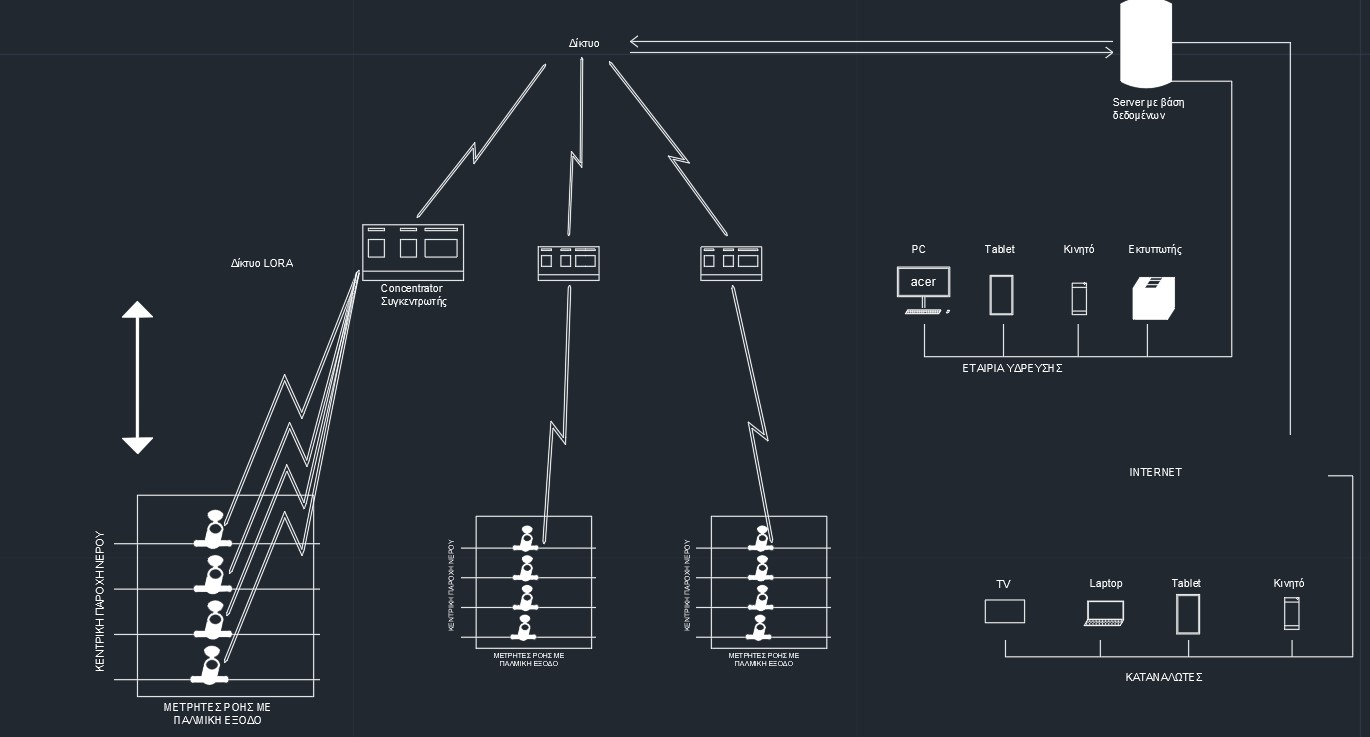 Δίκτυο
Server με βάση
δεδομένων
Δίκτυο LORA
Concentrator
Συγκεντρωτής
PC
Tablet
Κινητό
Εκτυπωτής
acer
ΕΤΑΙΡΙΑ ΥΔΡΕΥΣΗΣ
INTERNET
ΚΕΝΤΡΙΚΗ ΠΑΡΟΧΗ ΝΕΡΟΥ
ΚΕΝΤΡΙΚΗ ΠΑΡΟΧΗ ΝΕΡΟΥ
ΚΕΝΤΡΙΚΗ ΠΑΡΟΧΗ ΝΕΡΟΥ
TV
Laptop
Tablet
Κινητό
ΜΕΤΡΗΤΕΣ ΡΟΗΣ ΜΕ
ΠΑΛΜΙΚΗ ΕΞΟΔΟ
ΜΕΤΡΗΤΕΣ ΡΟΗΣ ΜΕ
ΠΑΛΜΙΚΗ ΕΞΟΔΟ
ΚΑΤΑΝΑΛΩΤΕΣ
ΜΕΤΡΗΤΕΣ ΡΟΗΣ ΜΕ
ΠΑΛΜΙΚΗ ΕΞΟΔΟ